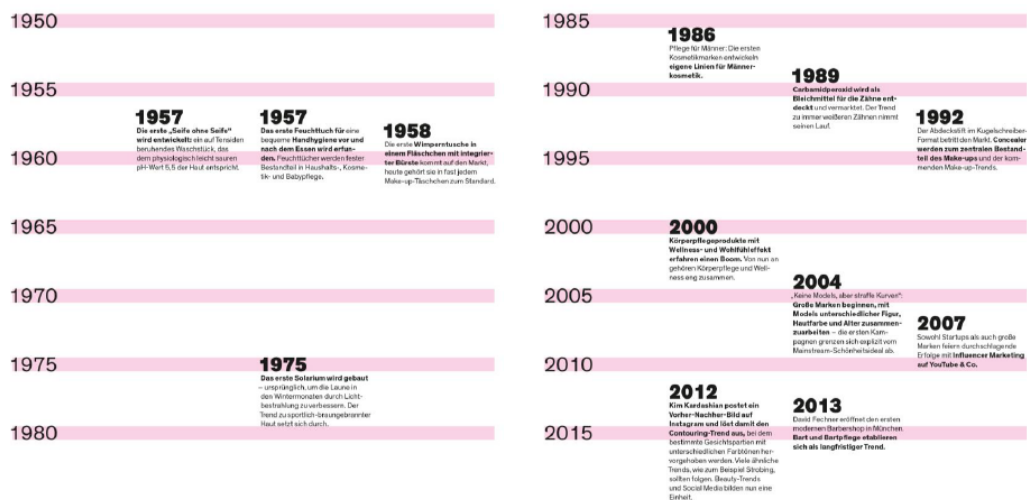 1950
1955
1957
Die erste „Seife ohne Seife“
wird entwickelt: ein auf Tensiden
beruhendes Waschstück, das
dem physiologisch leicht sauren
pH-Wert 5,5 der Haut entspricht.
1957
Das erste Feuchttuch für eine
bequeme Handhygiene vor und
nach dem Essen wird erfun-
den. Feuchttücher werden fester
Bestandteil in Haushalts-, Kosme-
tik- und Babypflege.
1958
Die erste Wimperntusche in
einem Fläschchen mit integrier-
ter Bürste kommt auf den Markt,
heute gehört sie in fast jedem
Make-up-Täschchen zum Standard.
1960
1965
1970
1975
1975
Das erste Solarium wird gebaut
– ursprünglich, um die Laune in
den Wintermonaten durch Licht-
bestrahlung zu verbessern. Der
Trend zu sportlich-braungebrannter
Haut setzt sich durch.
1980
1985
1986
Pflege für Männer: Die ersten
Kosmetikmarken entwickeln
eigene Linien für Männer-
kosmetik.
1989
Carbamidperoxid wird als
Bleichmittel für die Zähne ent-
deckt und vermarktet. Der Trend
zu immer weißeren Zähnen nimmt
seinen Lauf.
1990
1992
Der Abdeckstift im Kugelschreiber-
Format betritt den Markt. Concealer
werden zum zentralen Bestand-
teil des Make-ups und der kom-
menden Make-up-Trends.
1995
2000
2000
Körperpflegeprodukte mit
Wellness- und Wohlfühleffekt
erfahren einen Boom. Von nun an
gehören Körperpflege und Well-
ness eng zusammen.
2004
„Keine Models, aber straffe Kurven“:
Große Marken beginnen, mit
Models unterschiedlicher Figur,
Hautfarbe und Alter zusammen-
zuarbeiten – die ersten Kam-
pagnen grenzen sich explizit vom
Mainstream-Schönheitsideal ab.
2005
2007
Sowohl Startups als auch große
Marken feiern durchschlagende
Erfolge mit Influencer Marketing
auf YouTube & Co.
2010
2012
Kim Kardashian postet ein
Vorher-Nachher-Bild auf
Instagram und löst damit den
Contouring-Trend aus, bei dem
bestimmte Gesichtspartien mit
unterschiedlichen Farbtönen her-
vorgehoben werden. Viele ähnliche
Trends, wie zum Beispiel Strobing,
sollten folgen. Beauty-Trends
und Social Media bilden nun eine
Einheit.
2013
David Fechner eröffnet den ersten
modernen Barbershop in München.
Bart und Bartpflege etablieren
sich als langfristiger Trend.
2015